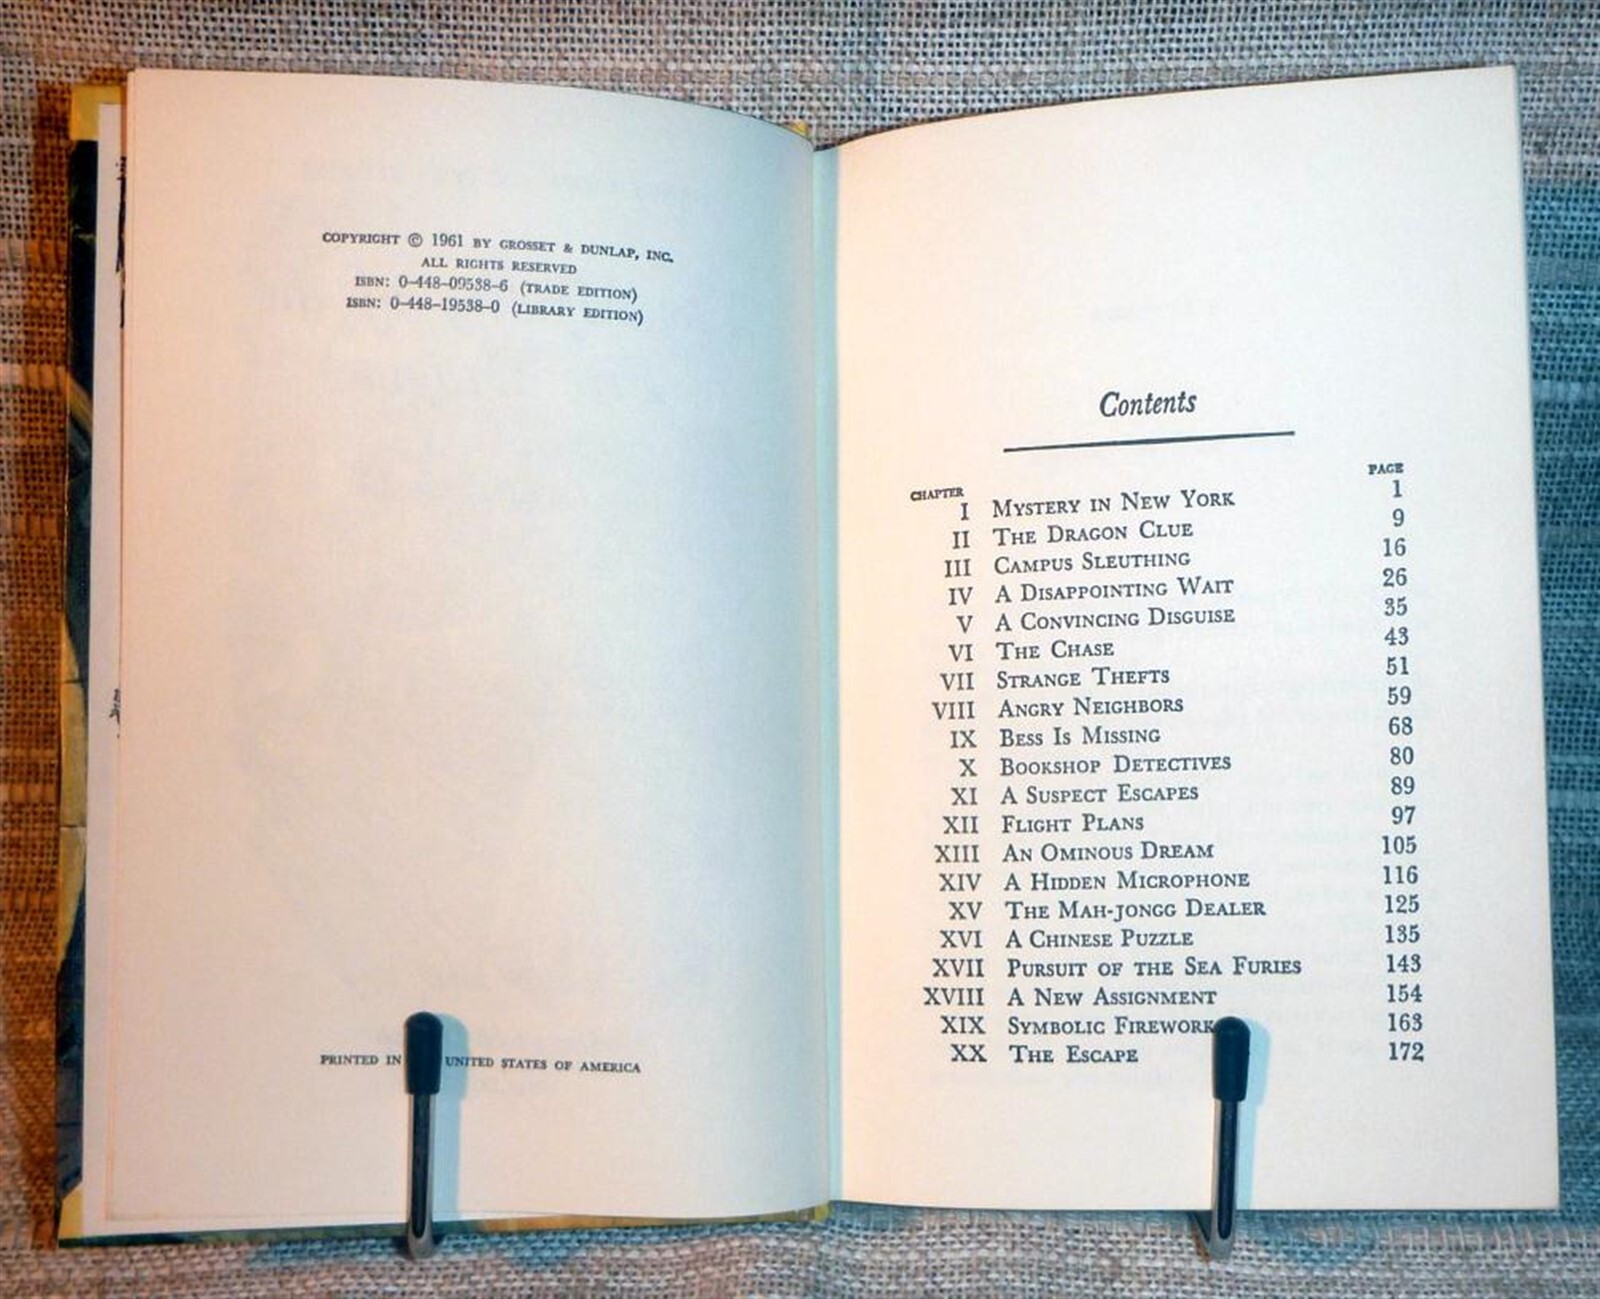 COPYRIGHT © 1961 BY GROSSET & DUNLAP, INC.
ALL RIGHTS RESERVED
ISBN: 0-448-09538-6 (TRADE EDITION)
ISBN: 0-448-19538-0 (LIBRARY EDITION)
PRINTED IN UNITED STATES OF AMERICA
Contents
CHAPTER PAGE
I MYSTERY IN NEW YORK 1
II THE DRAGON CLUE 9
III CAMPUS SLEUTHING 16
IV A DISAPPOINTING WAIT 26
V A CONVINCING DISGUISE 35
VI THE CHASE 43
VII STRANGE THEFTS 51
VIII ANGRY NEIGHBORS 59
IX BESS IS MISSING 68
X BOOKSHOP DETECTIVES 80
XI A SUSPECT ESCAPES 89
XII FLIGHT PLANS 97
XIII AN OMINOUS DREAM 105
XIV A HIDDEN MICROPHONE 116
XV THE MAH-JONGG DEALER 125
XVI A CHINESE PUZZLE 135
XVII PURSUIT OF THE SEA FURIES 143
XVIII A NEW ASSIGNMENT 154
XIX SYMBOLIC FIREWORK 163
XX THE ESCAPE 172